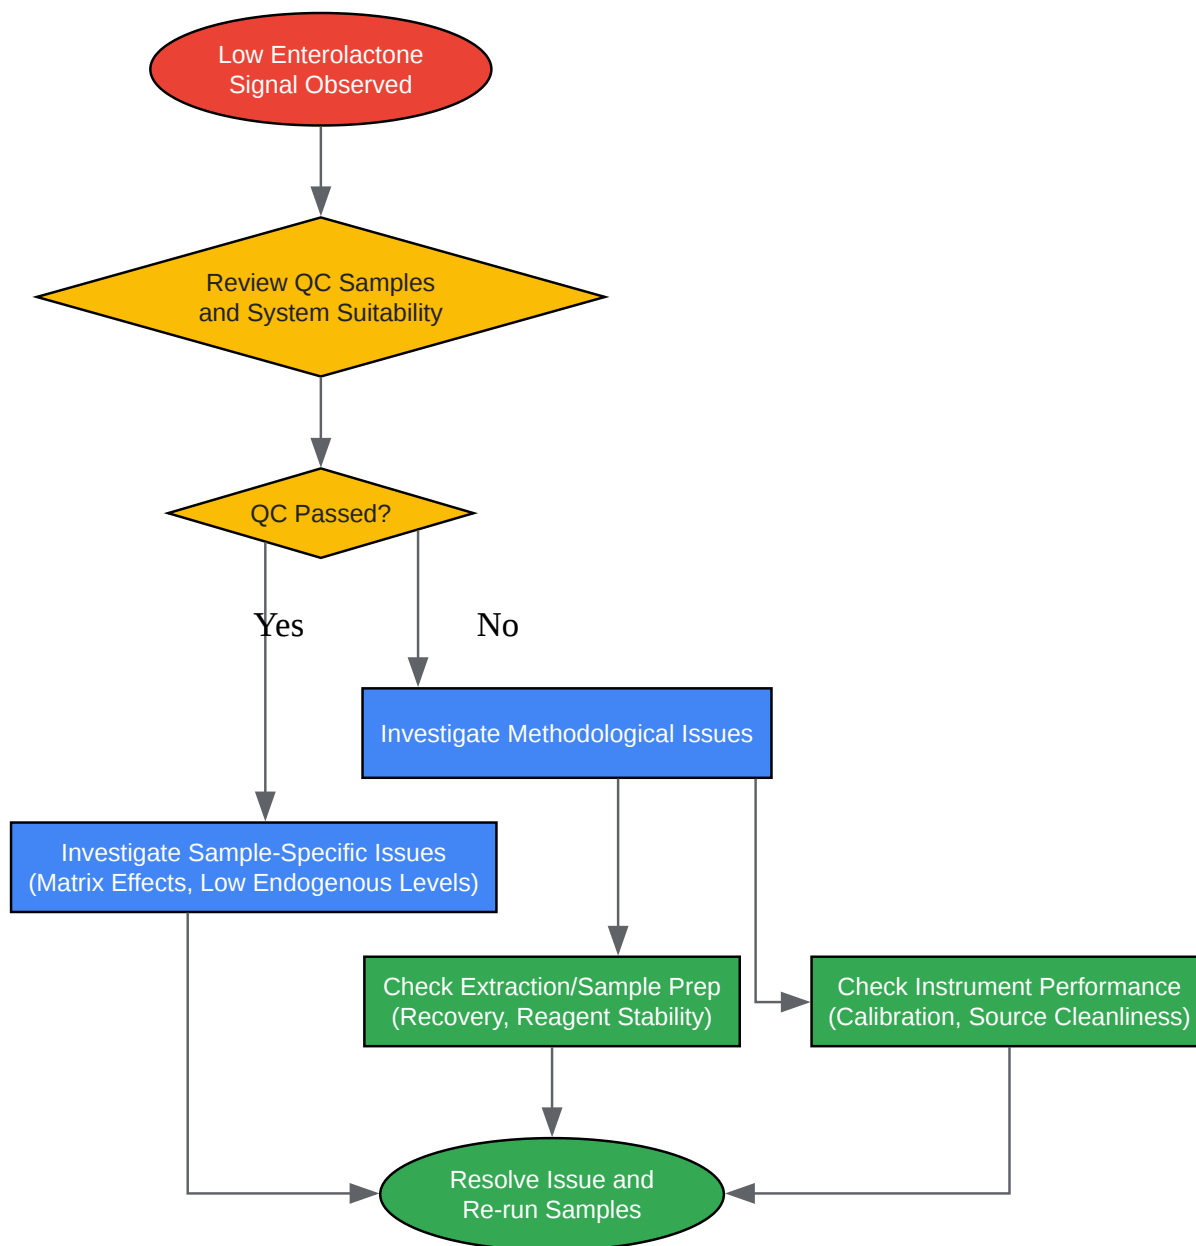 Low Enterolactone
Signal Observed
Review QC Samples
and System Suitability
QC Passed?
Yes
No
Investigate Methodological Issues
Investigate Sample-Specific Issues
(Matrix Effects, Low Endogenous Levels)
Check Extraction/Sample Prep
(Recovery, Reagent Stability)
Check Instrument Performance
(Calibration, Source Cleanliness)
Resolve Issue and
Re-run Samples